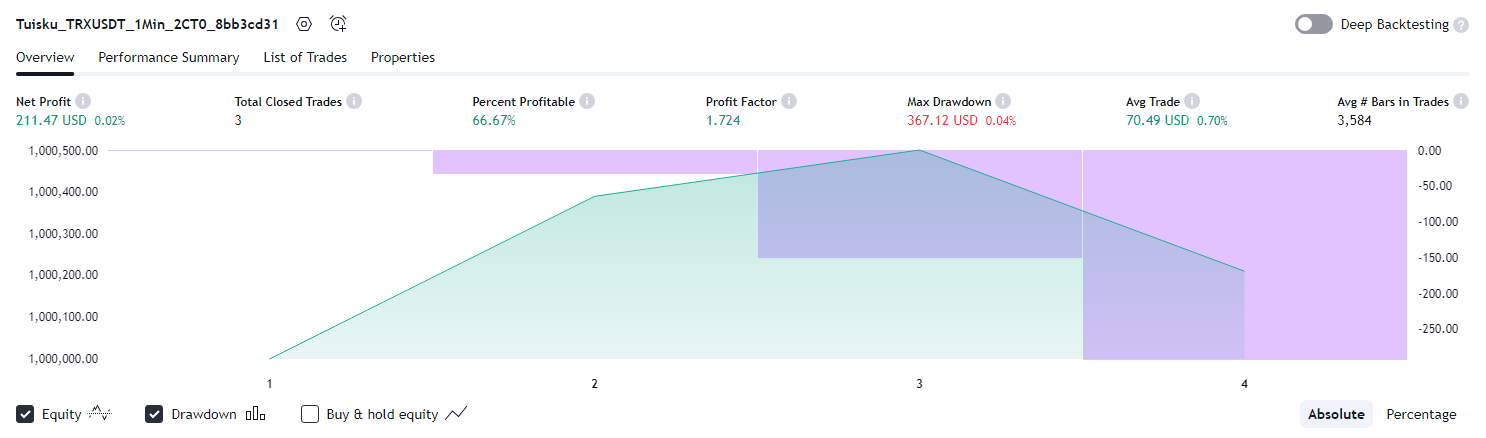 Tuisku_TRXUSDT_1Min_2CT0_8bb3cd31
Deep Backtesting ?
Overview Performance Summary List of Trades Properties
Net Profit i Total Closed Trades i Percent Profitable i Profit Factor i Max Drawdown i Avg Trade i Avg # Bars in Trades i
211.47 USD 0.02% 3 66.67% 1.724 367.12 USD 0.04% 70.49 USD 0.70% 3,584
1,000,500.00 0.00
1,000,400.00 -50.00
1,000,300.00 -100.00
1,000,200.00 -150.00
1,000,100.00 -200.00
1,000,000.00 -250.00
1 2 3 4
Equity Drawdown Buy & hold equity Absolute Percentage